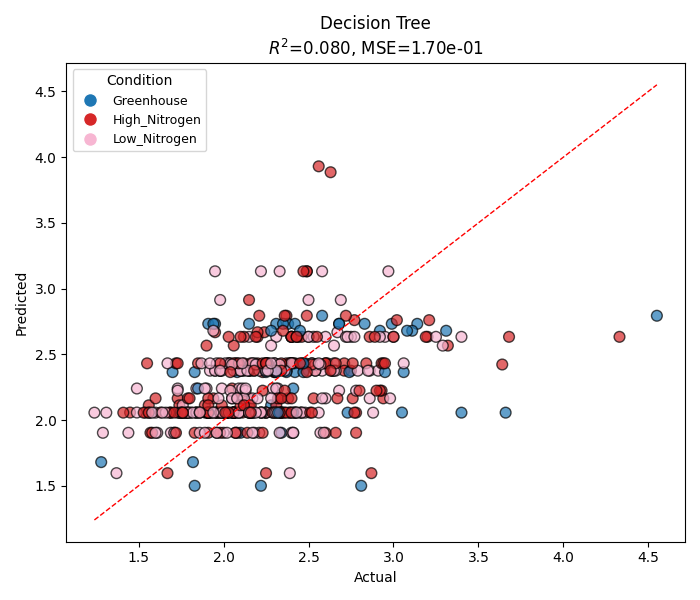 Decision Tree
$R^2$=0.080, MSE=1.70e-01
Condition
Greenhouse
High_Nitrogen
Low_Nitrogen
4.5
4.0
3.5
3.0
2.5
2.0
1.5
Predicted
1.5 2.0 2.5 3.0 3.5 4.0 4.5
Actual